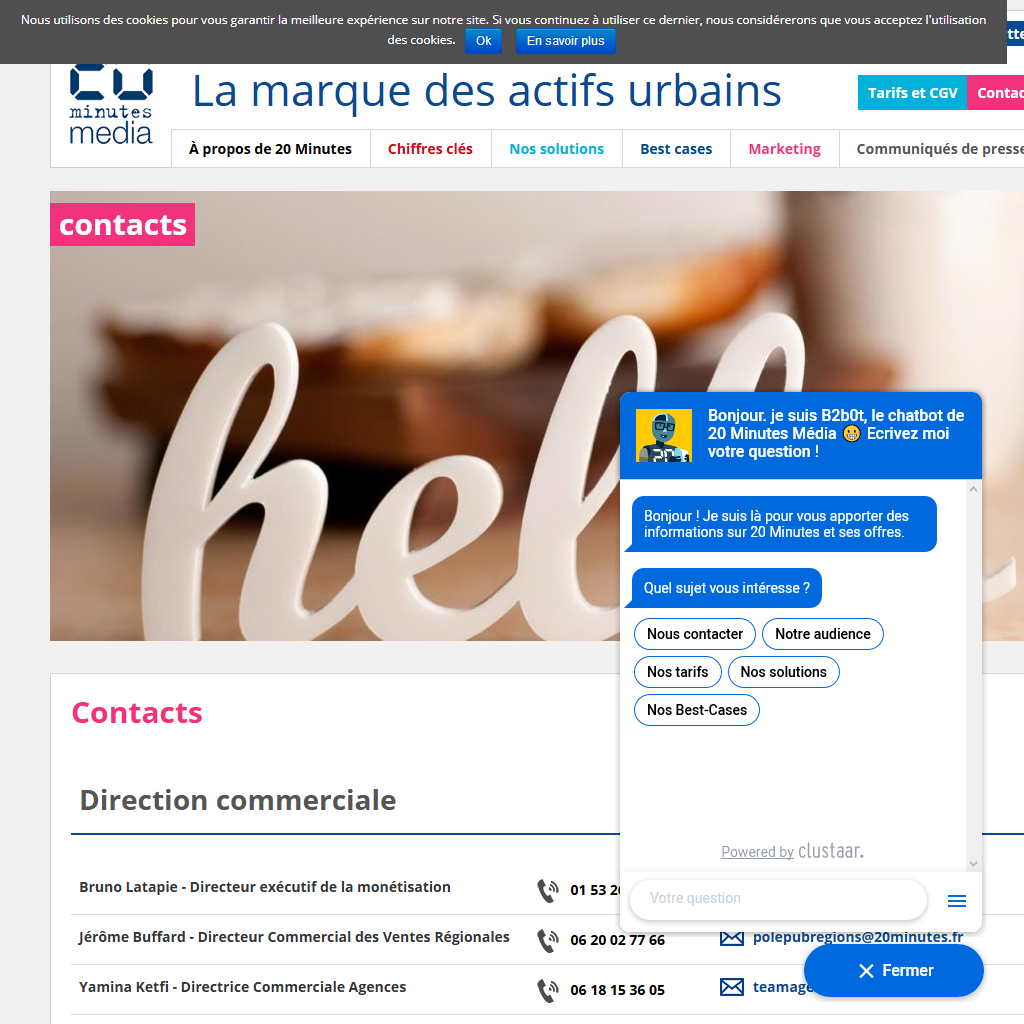 Nous utilisons des cookies pour vous garantir la meilleure expérience sur notre site. Si vous continuez à utiliser ce dernier, nous considérerons que vous acceptez l'utilisation
des cookies. Ok En savoir plus
20
minutes
media
La marque des actifs urbains
Tarifs et CGV
À propos de 20 Minutes
Chiffres clés
Nos solutions
Best cases
Marketing
Communiqués de presse
contacts
hell
Bonjour. je suis B2b0t, le chatbot de
20 Minutes Média 😀 Ecrivez moi
votre question !
Bonjour ! Je suis là pour vous apporter des
informations sur 20 Minutes et ses offres.
Quel sujet vous intéresse ?
Nous contacter Notre audience
Nos tarifs Nos solutions
Nos Best-Cases
Powered by clustaar.
Votre question
Fermer
Contacts
Direction commerciale
Bruno Latapie - Directeur exécutif de la monétisation 01 53
Jérôme Buffard - Directeur Commercial des Ventes Régionales 06 20 02 77 66 polepubregions@20minutes.fr
Yamina Ketfi - Directrice Commerciale Agences 06 18 15 36 05